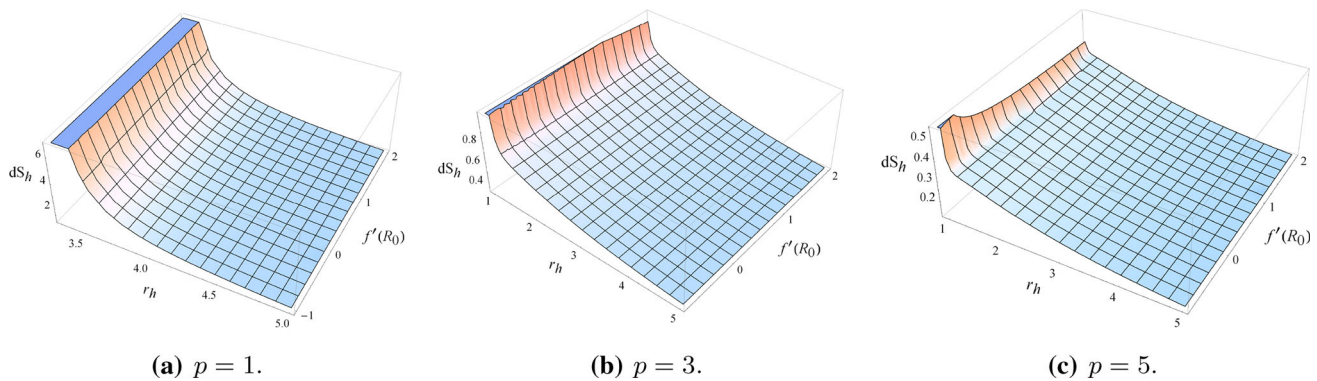 6
4
2
dS_h
3.5
4.0
4.5
5.0
r_h
−1
0
1
2
f′(R_0)
(a) p = 1.
0.8
0.6
0.4
dS_h
1
2
3
4
5
r_h
0
1
2
f′(R_0)
(b) p = 3.
0.5
0.4
0.3
0.2
dS_h
1
2
3
4
5
r_h
0
1
2
f′(R_0)
(c) p = 5.